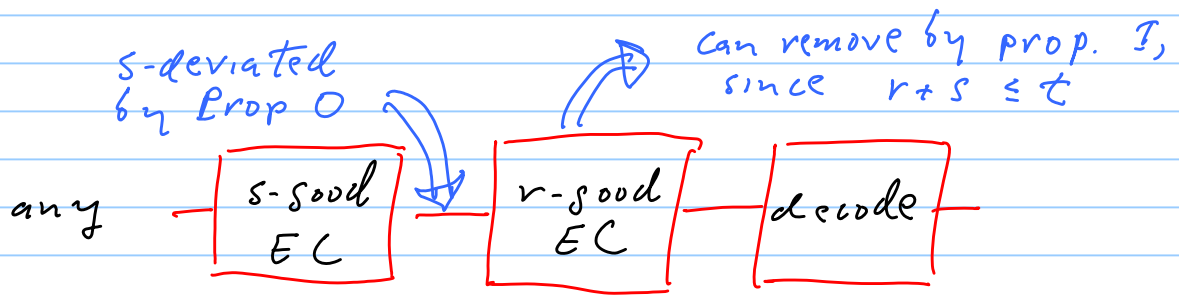 s-deviated
by Prop 0
can remove by prop. I,
since r + s ≤ t
any
s-good
EC
r-good
EC
decode